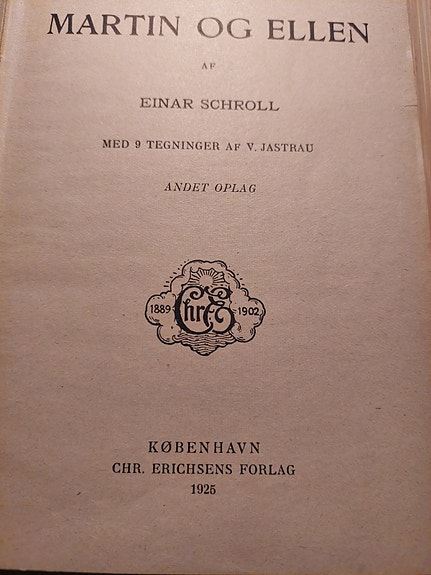 MARTIN OG ELLEN
AF
EINAR SCHROLL
MED 9 TEGNINGER AF V. JASTRAU
ANDET OPLAG
1889 Chr. E 1902
KØBENHAVN
CHR. ERICHSENS FORLAG
1925